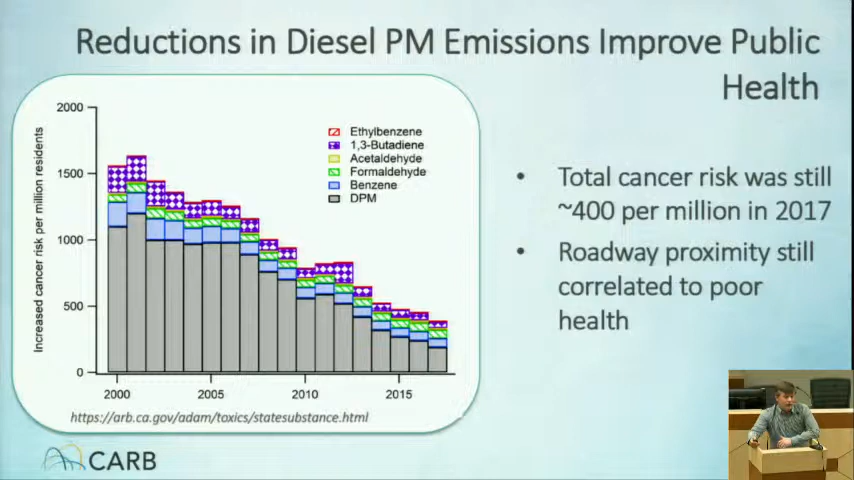 Reductions in Diesel PM Emissions Improve Public
Health
2000
1500
1000
500
0
Increased cancer risk per million residents
Ethylbenzene
1,3-Butadiene
Acetaldehyde
Formaldehyde
Benzene
DPM
2000 2005 2010 2015
https://arb.ca.gov/adam/toxics/statesubstance.html
• Total cancer risk was still
~400 per million in 2017
• Roadway proximity still
correlated to poor
health
CARB